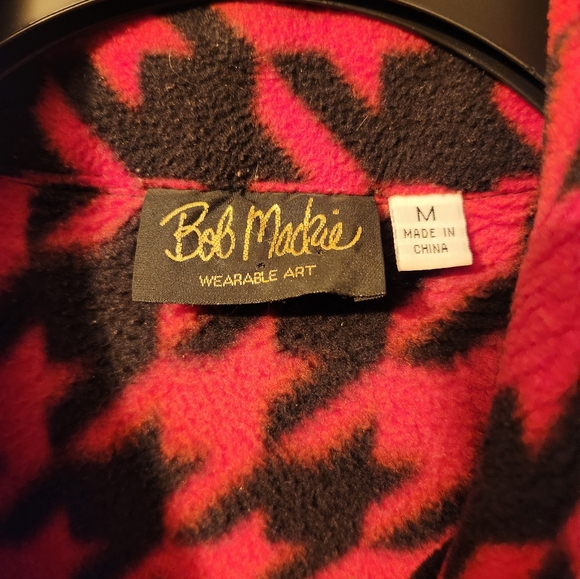 Bob Mackie
WEARABLE ART
M
MADE IN
CHINA